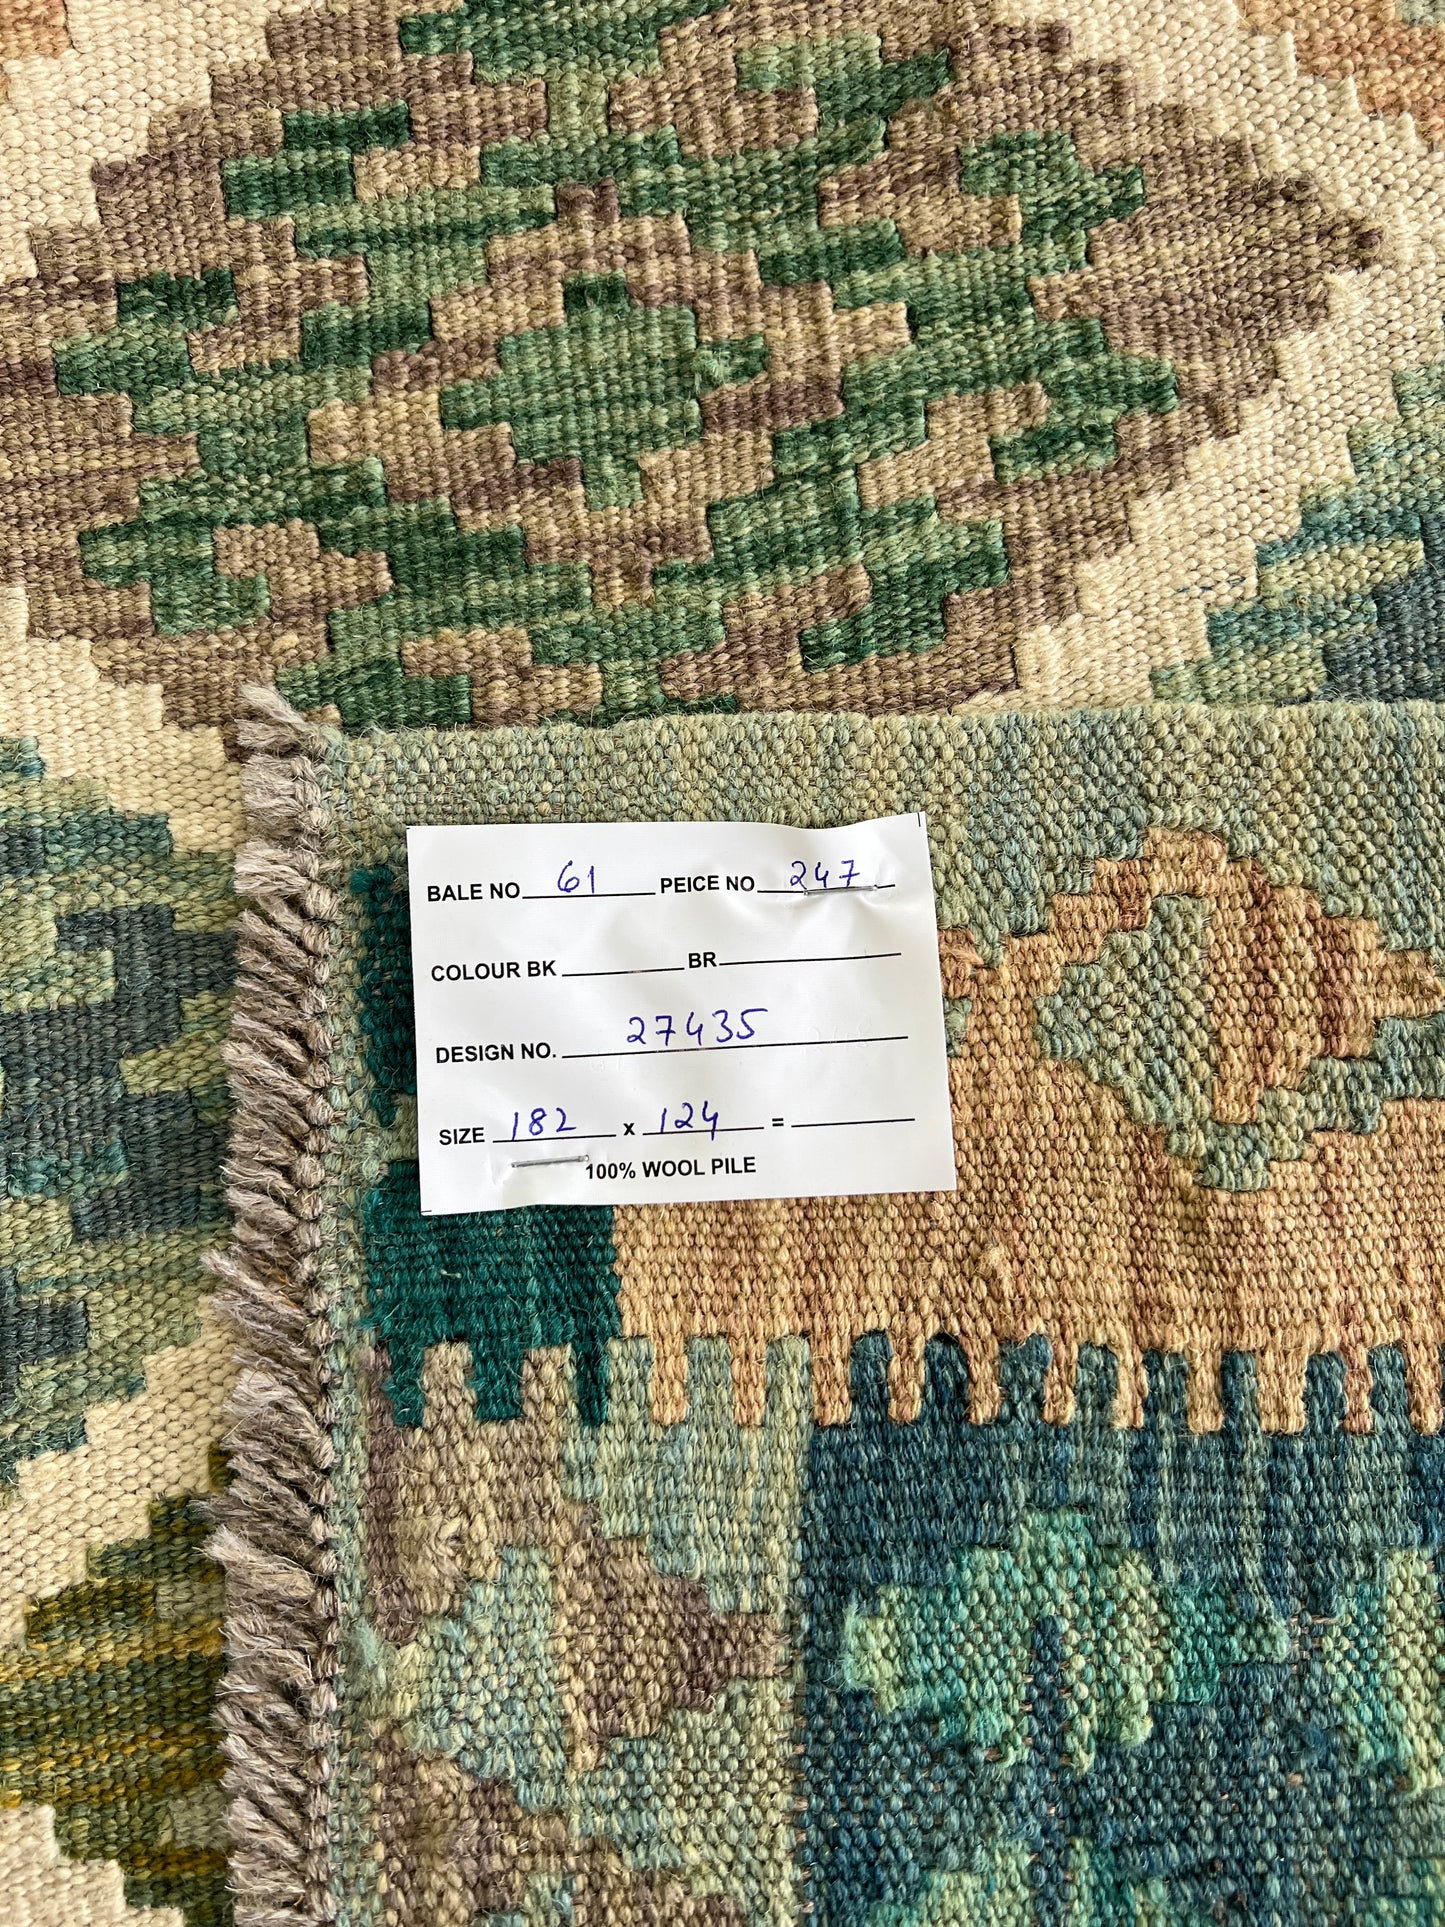 BALE NO 61 PEICE NO 247
COLOUR BK BR
DESIGN NO. 27435
SIZE 182 x 124 =
100% WOOL PILE